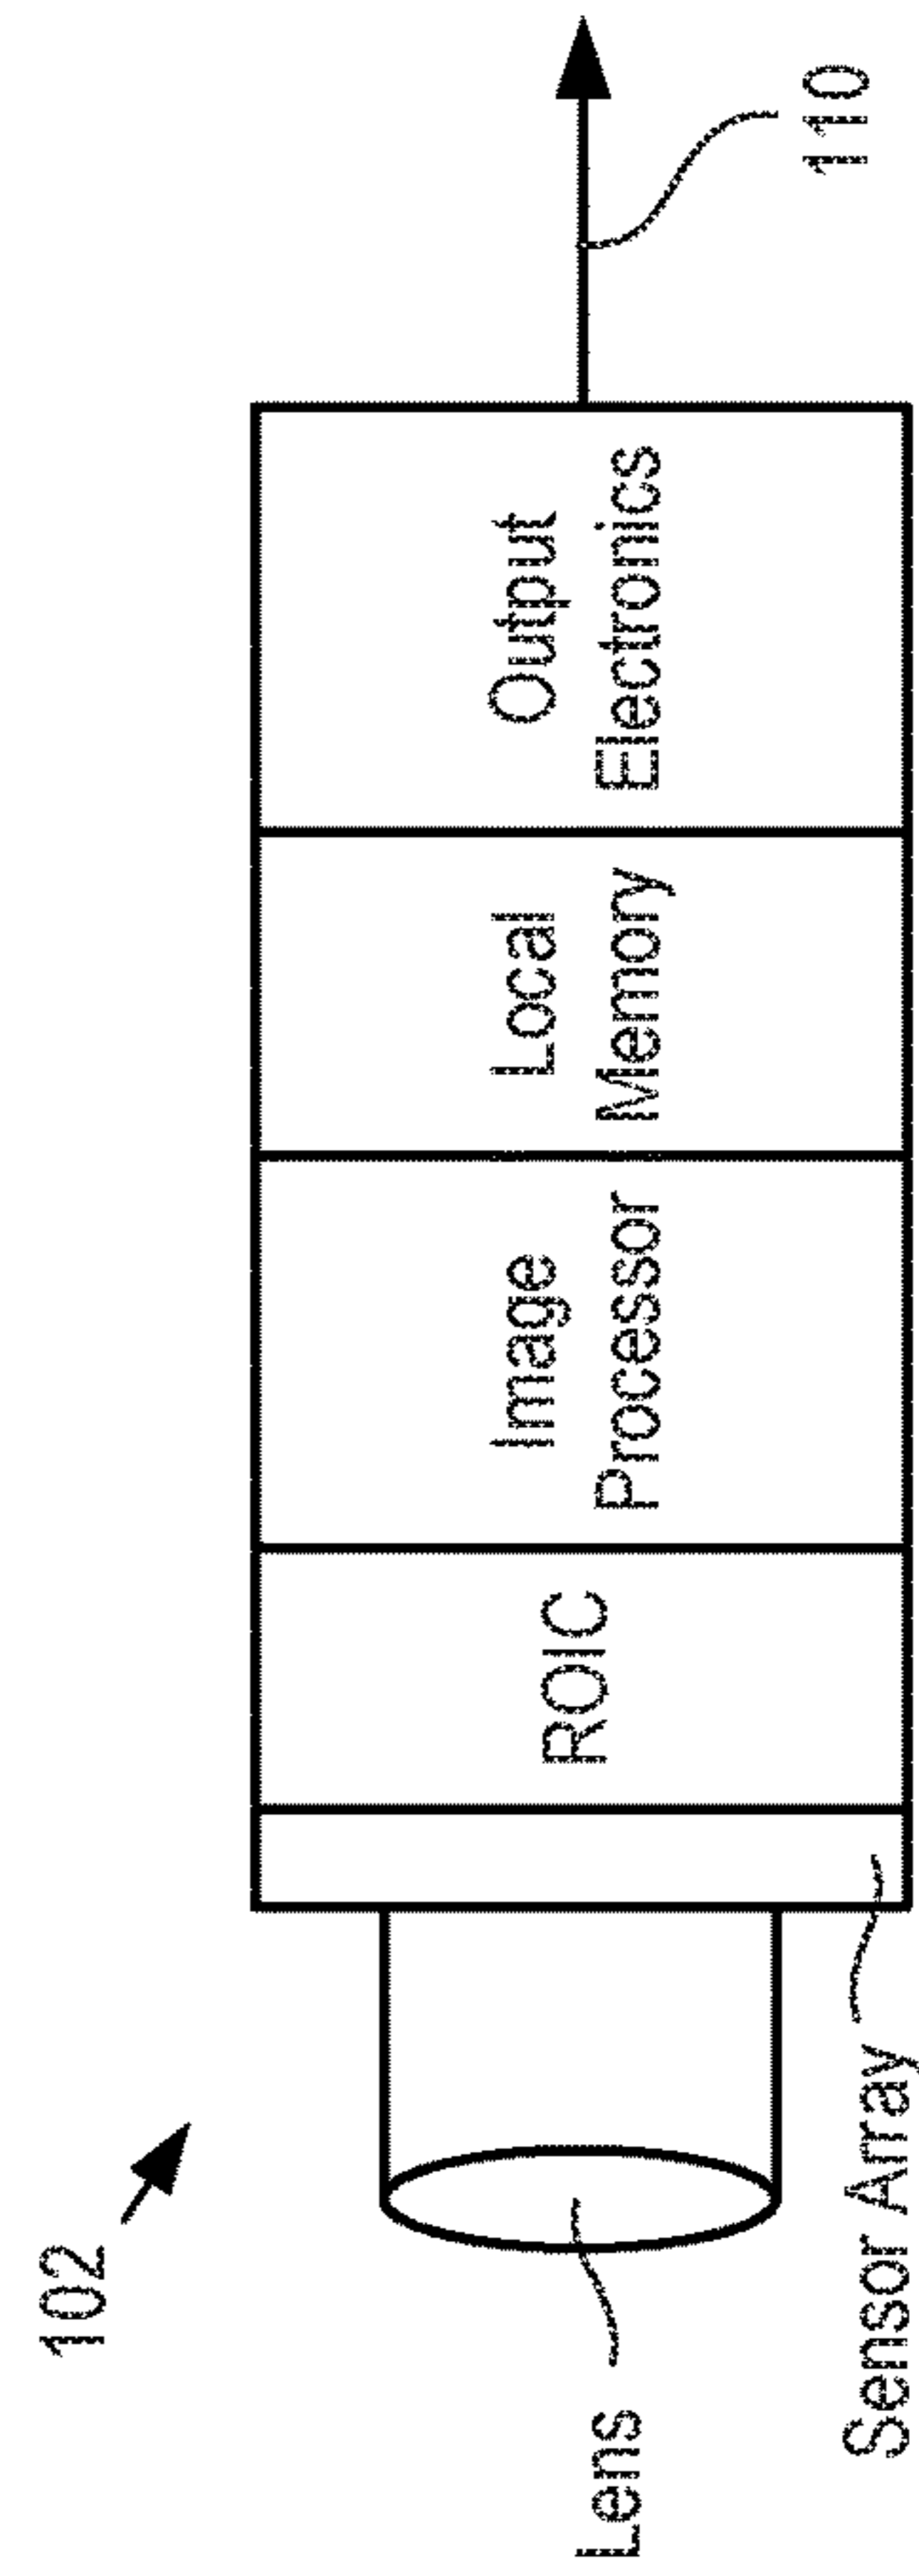 102
Lens
Sensor Array
ROIC
Image
Processor
Local
Memory
Output
Electronics
110